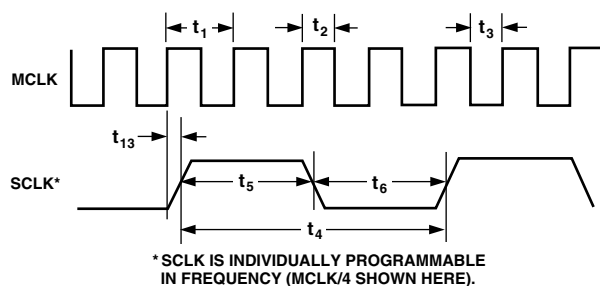 t1 t2 t3
MCLK
t13
SCLK*
t5 t6
t4
* SCLK IS INDIVIDUALLY PROGRAMMABLE
IN FREQUENCY (MCLK/4 SHOWN HERE).